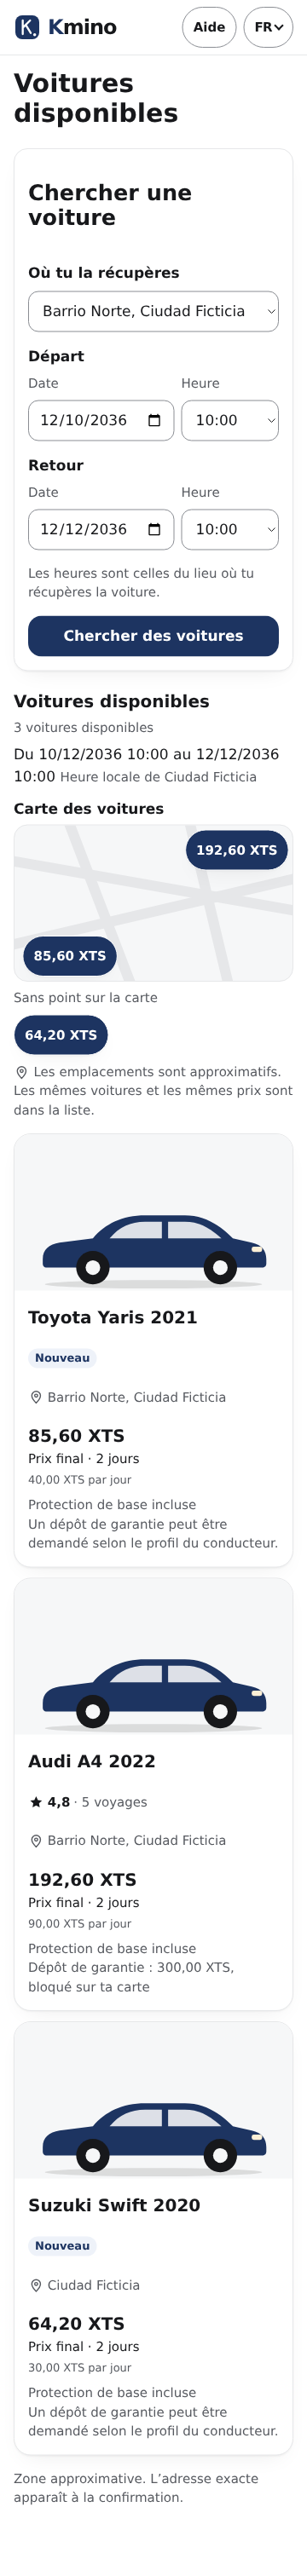 Kmino
Aide
FR
Voitures
disponibles
Chercher une
voiture
Où tu la récupères
Barrio Norte, Ciudad Ficticia
Départ
Date
Heure
12/10/2036
10:00
Retour
Date
Heure
12/12/2036
10:00
Les heures sont celles du lieu où tu
récupères la voiture.
Chercher des voitures
Voitures disponibles
3 voitures disponibles
Du 10/12/2036 10:00 au 12/12/2036
10:00 Heure locale de Ciudad Ficticia
Carte des voitures
192,60 XTS
85,60 XTS
Sans point sur la carte
64,20 XTS
Les emplacements sont approximatifs.
Les mêmes voitures et les mêmes prix sont
dans la liste.
Toyota Yaris 2021
Nouveau
Barrio Norte, Ciudad Ficticia
85,60 XTS
Prix final · 2 jours
40,00 XTS par jour
Protection de base incluse
Un dépôt de garantie peut être
demandé selon le profil du conducteur.
Audi A4 2022
★ 4,8 · 5 voyages
Barrio Norte, Ciudad Ficticia
192,60 XTS
Prix final · 2 jours
90,00 XTS par jour
Protection de base incluse
Dépôt de garantie : 300,00 XTS,
bloqué sur ta carte
Suzuki Swift 2020
Nouveau
Ciudad Ficticia
64,20 XTS
Prix final · 2 jours
30,00 XTS par jour
Protection de base incluse
Un dépôt de garantie peut être
demandé selon le profil du conducteur.
Zone approximative. L’adresse exacte
apparaît à la confirmation.